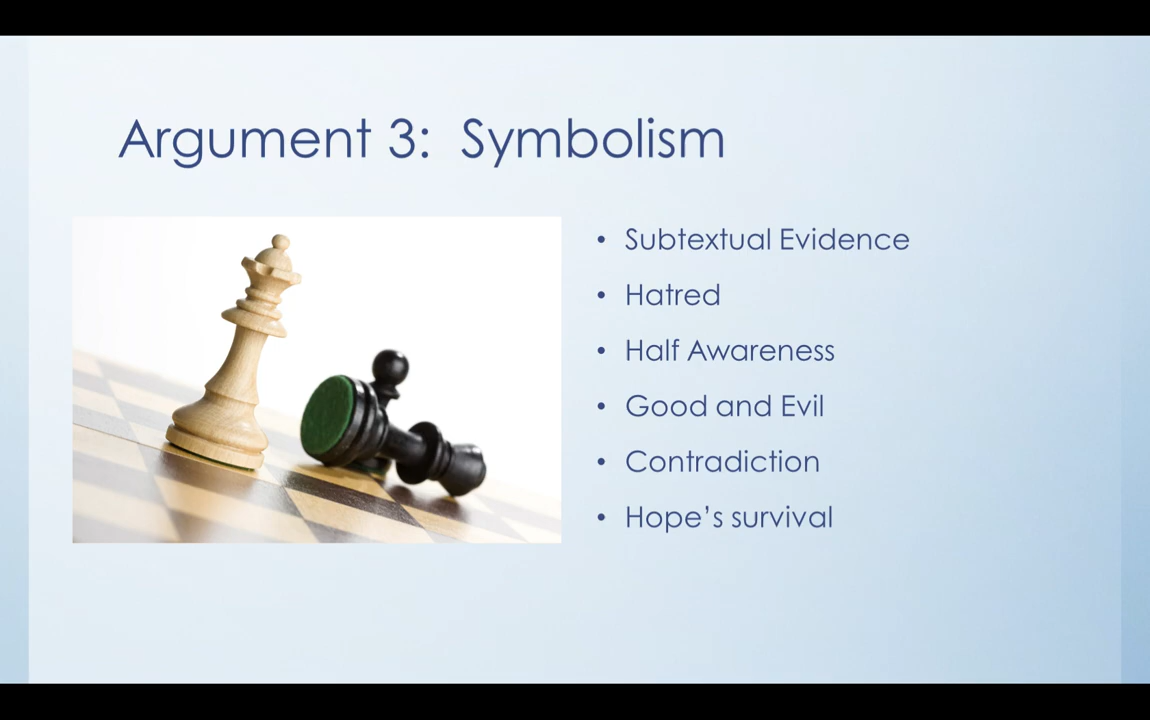 Argument 3:  Symbolism
• Subtextual Evidence
• Hatred
• Half Awareness
• Good and Evil
• Contradiction
• Hope’s survival